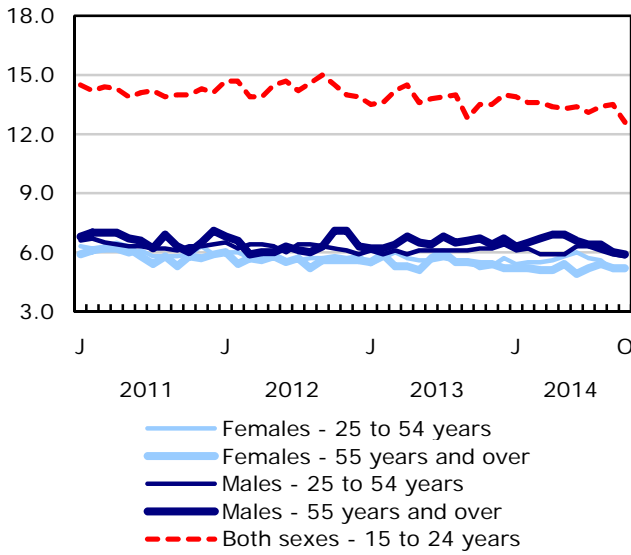 18.0
15.0
12.0
9.0
6.0
3.0
J J J J O
2011 2012 2013 2014
Females - 25 to 54 years
Females - 55 years and over
Males - 25 to 54 years
Males - 55 years and over
Both sexes - 15 to 24 years